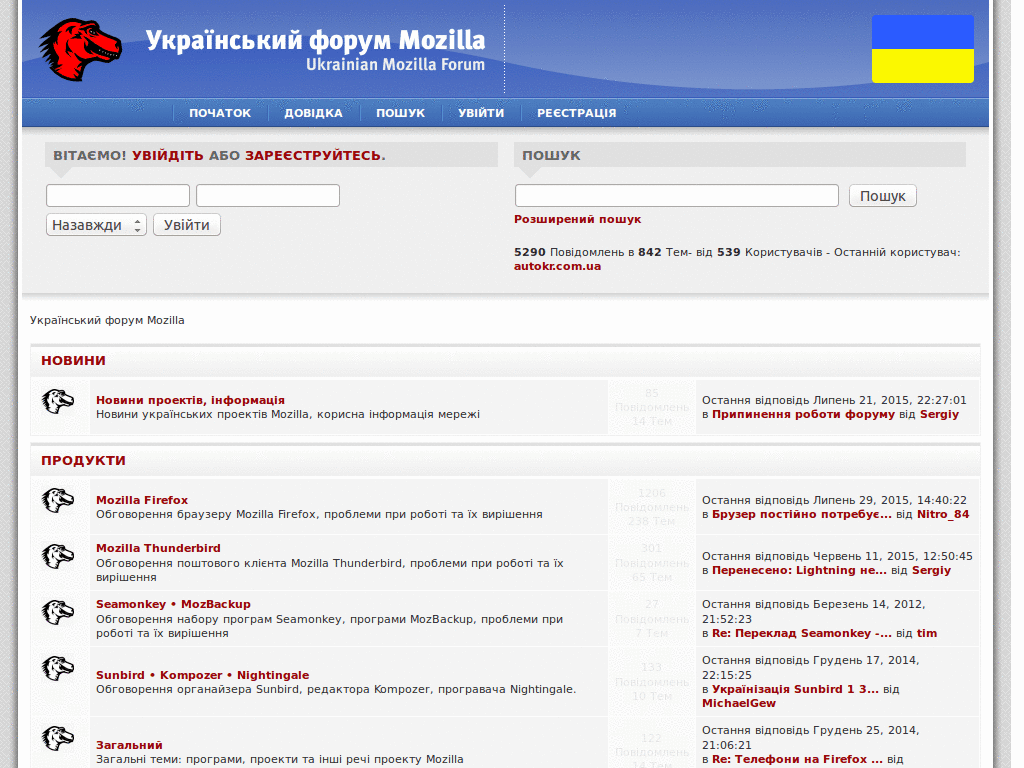 Український форум Mozilla
Ukrainian Mozilla Forum
ПОЧАТОК ДОВІДКА ПОШУК УВІЙТИ РЕЄСТРАЦІЯ
ВІТАЄМО! УВІЙДІТЬ АБО ЗАРЕЄСТРУЙТЕСЬ.
Назавжди Увійти
ПОШУК
Пошук
Розширений пошук
5290 Повідомлень в 842 Тем- від 539 Користувачів - Останній користувач:
autokr.com.ua
Український форум Mozilla
НОВИНИ
Новини проектів, інформація
Новини українських проектів Mozilla, корисна інформація мережі
85
Повідомлень
14 Тем
Остання відповідь Липень 21, 2015, 22:27:01
в Припинення роботи форуму від Sergiy
ПРОДУКТИ
Mozilla Firefox
Обговорення браузеру Mozilla Firefox, проблеми при роботі та їх вирішення
1206
Повідомлень
238 Тем
Остання відповідь Липень 29, 2015, 14:40:22
в Брузер постійно потребує... від Nitro_84
Mozilla Thunderbird
Обговорення поштового клієнта Mozilla Thunderbird, проблеми при роботі та їх
вирішення
301
Повідомлень
65 Тем
Остання відповідь Червень 11, 2015, 12:50:45
в Перенесено: Lightning не... від Sergiy
Seamonkey • MozBackup
Обговорення набору програм Seamonkey, програми MozBackup, проблеми при
роботі та їх вирішення
27
Повідомлень
7 Тем
Остання відповідь Березень 14, 2012,
21:52:23
в Re: Переклад Seamonkey -... від tim
Sunbird • Kompozer • Nightingale
Обговорення органайзера Sunbird, редактора Kompozer, програвача Nightingale.
133
Повідомлень
10 Тем
Остання відповідь Грудень 17, 2014,
22:15:25
в Українізація Sunbird 1 3... від
MichaelGew
Загальний
Загальні теми: програми, проекти та інші речі проекту Mozilla
122
Повідомлень
14 Тем
Остання відповідь Грудень 25, 2014,
21:06:21
в Re: Телефони на Firefox ... від